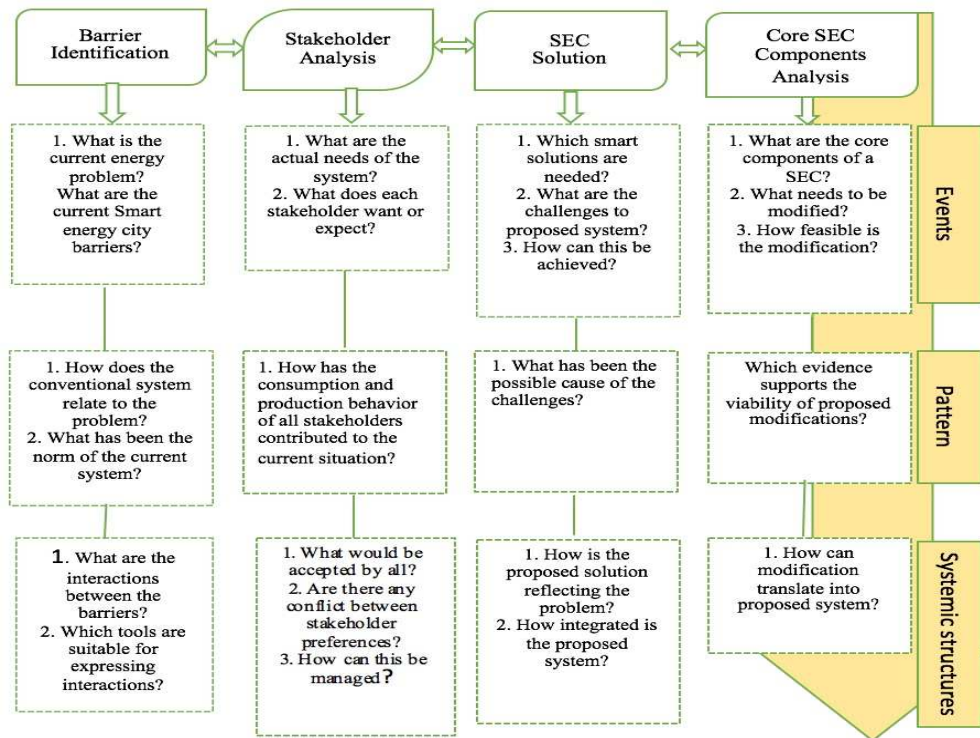 Barrier
Identification
Stakeholder
Analysis
SEC
Solution
Core SEC
Components
Analysis
1. What is the
current energy
problem?
What are the
current Smart
energy city
barriers?
1. What are the
actual needs of the
system?
2. What does each
stakeholder want or
expect?
1. Which smart
solutions are
needed?
2. What are the
challenges to
proposed system?
3. How can this be
achieved?
1. What are the core
components of a
SEC?
2. What needs to be
modified?
3. How feasible is
the modification?
Events
1. How does the
conventional system
relate to the
problem?
2. What has been the
norm of the current
system?
1. How has the
consumption and
production behavior
of all stakeholders
contributed to the
current situation?
1. What has been the
possible cause of the
challenges?
Which evidence
supports the
viability of proposed
modifications?
Pattern
1. What are the
interactions
between the
barriers?
2. Which tools are
suitable for
expressing
interactions?
1. What would be
accepted by all?
2. Are there any
conflict between
stakeholder
preferences?
3. How can this be
managed?
1. How is the
proposed solution
reflecting the
problem?
2. How integrated is
the proposed
system?
1. How can
modification
translate into
proposed system?
Systemic structures